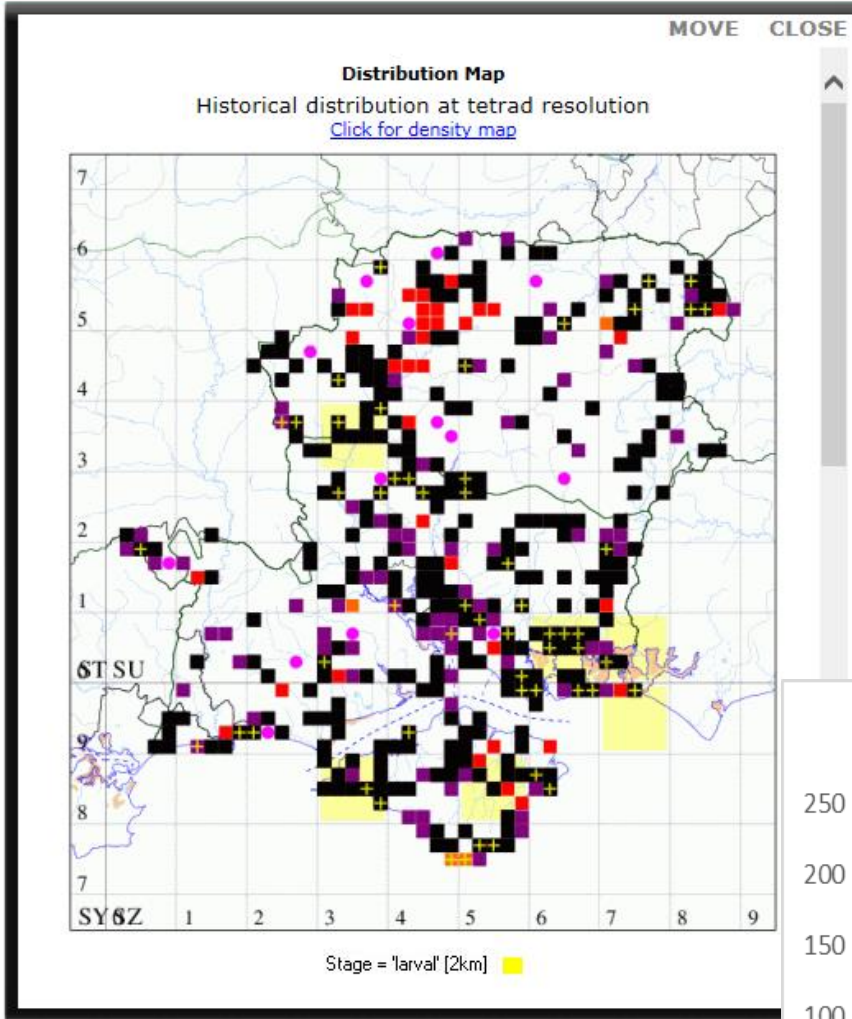 MOVE CLOSE
Distribution Map
Historical distribution at tetrad resolution
Click for density map
7
6
5
4
3
2
1
ST SU
9
8
7
SY SZ 1 2 3 4 5 6 7 8 9
Stage = 'larval' [2km]
250
200
150
100